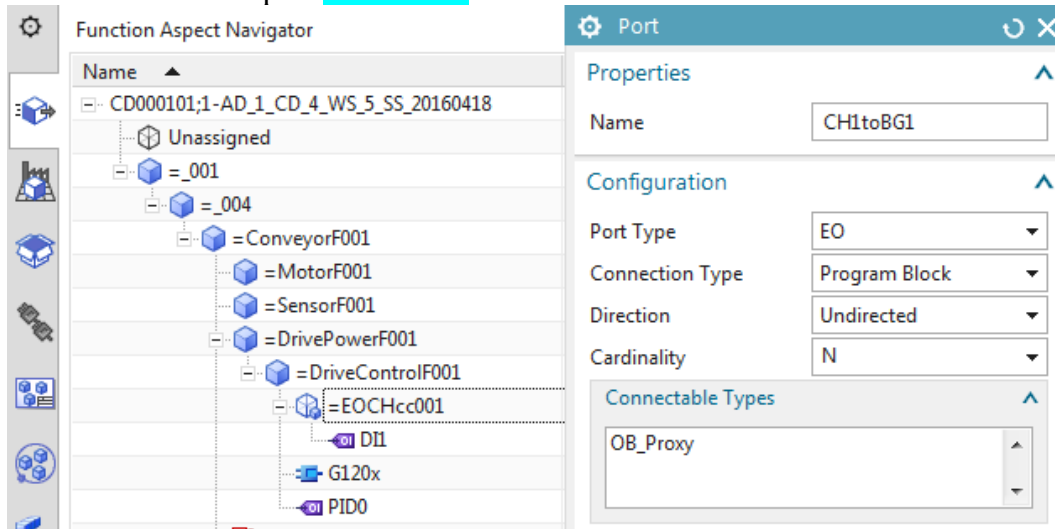 Function Aspect Navigator
Name
CD000101;1-AD_1_CD_4_WS_5_SS_20160418
Unassigned
=_001
=_004
=ConveyorF001
=MotorF001
=SensorF001
=DrivePowerF001
=DriveControlF001
=EOCHcc001
DI1
G120x
PID0
Port
Properties
Name CH1toBG1
Configuration
Port Type EO
Connection Type Program Block
Direction Undirected
Cardinality N
Connectable Types
OB_Proxy